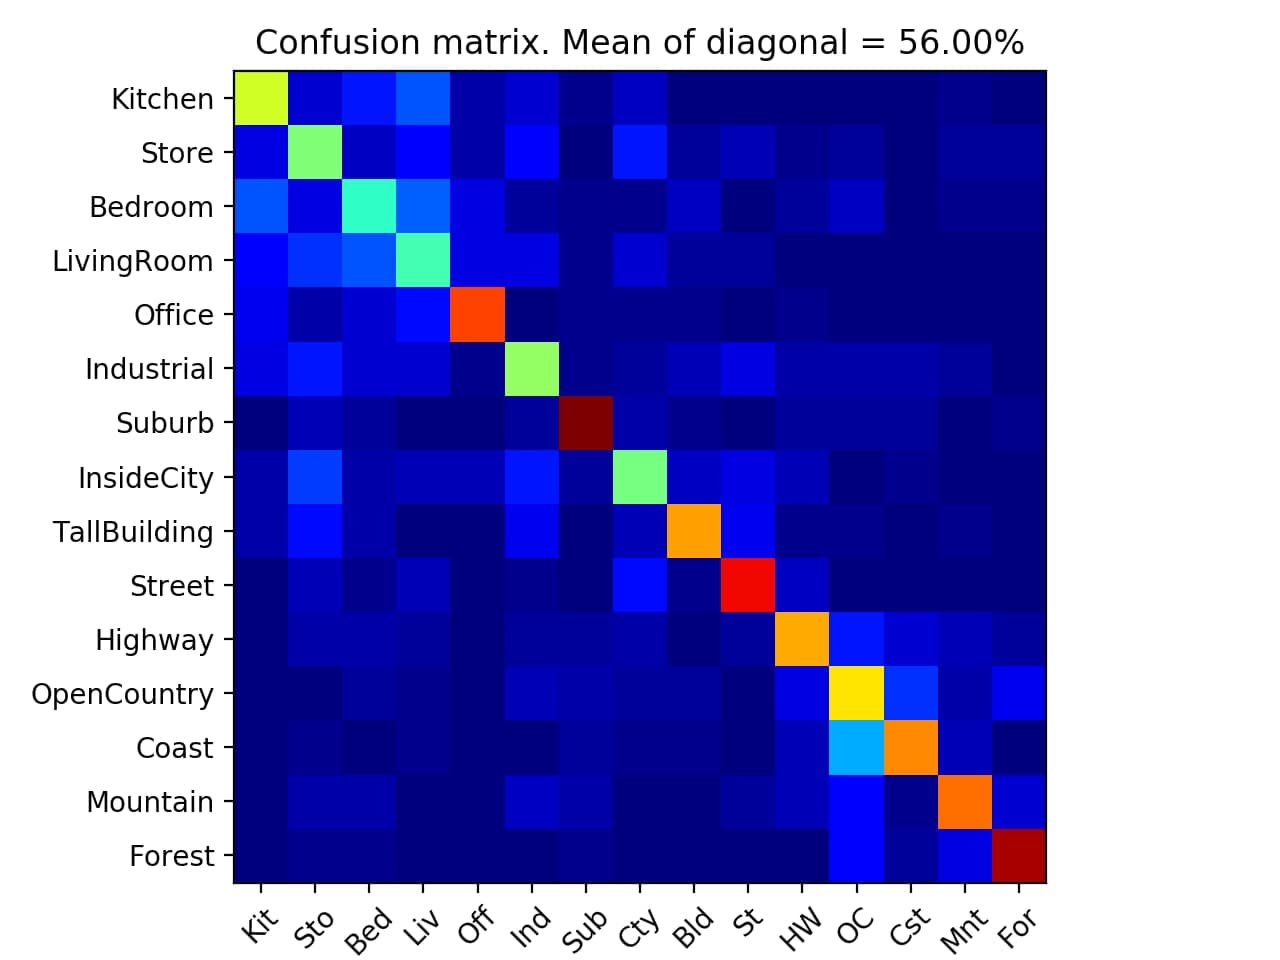 Confusion matrix. Mean of diagonal = 56.00%
Kitchen
Store
Bedroom
LivingRoom
Office
Industrial
Suburb
InsideCity
TallBuilding
Street
Highway
OpenCountry
Coast
Mountain
Forest
Kit Sto Bed Liv Off Ind Sub Cty Bld St HW OC Cst Mnt For